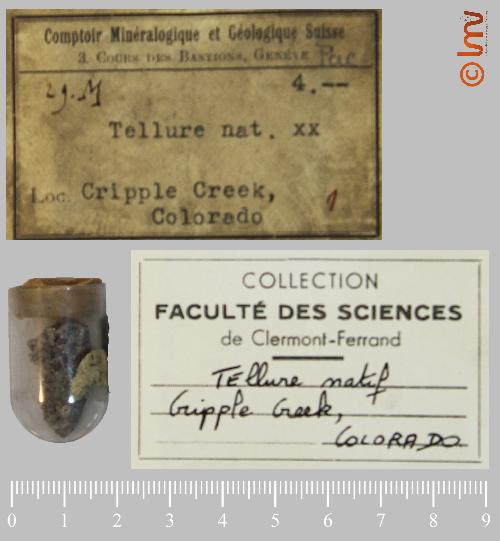 © lmv
Comptoir Minéralogique et Géologique Suisse
3. Cours des Bastions, Genève
4.--
Tellure nat. xx
Loc. Cripple Creek,
Colorado
1
COLLECTION
FACULTÉ DES SCIENCES
de Clermont-Ferrand
Tellure natif
Cripple Creek,
COLORADO
0 1 2 3 4 5 6 7 8 9